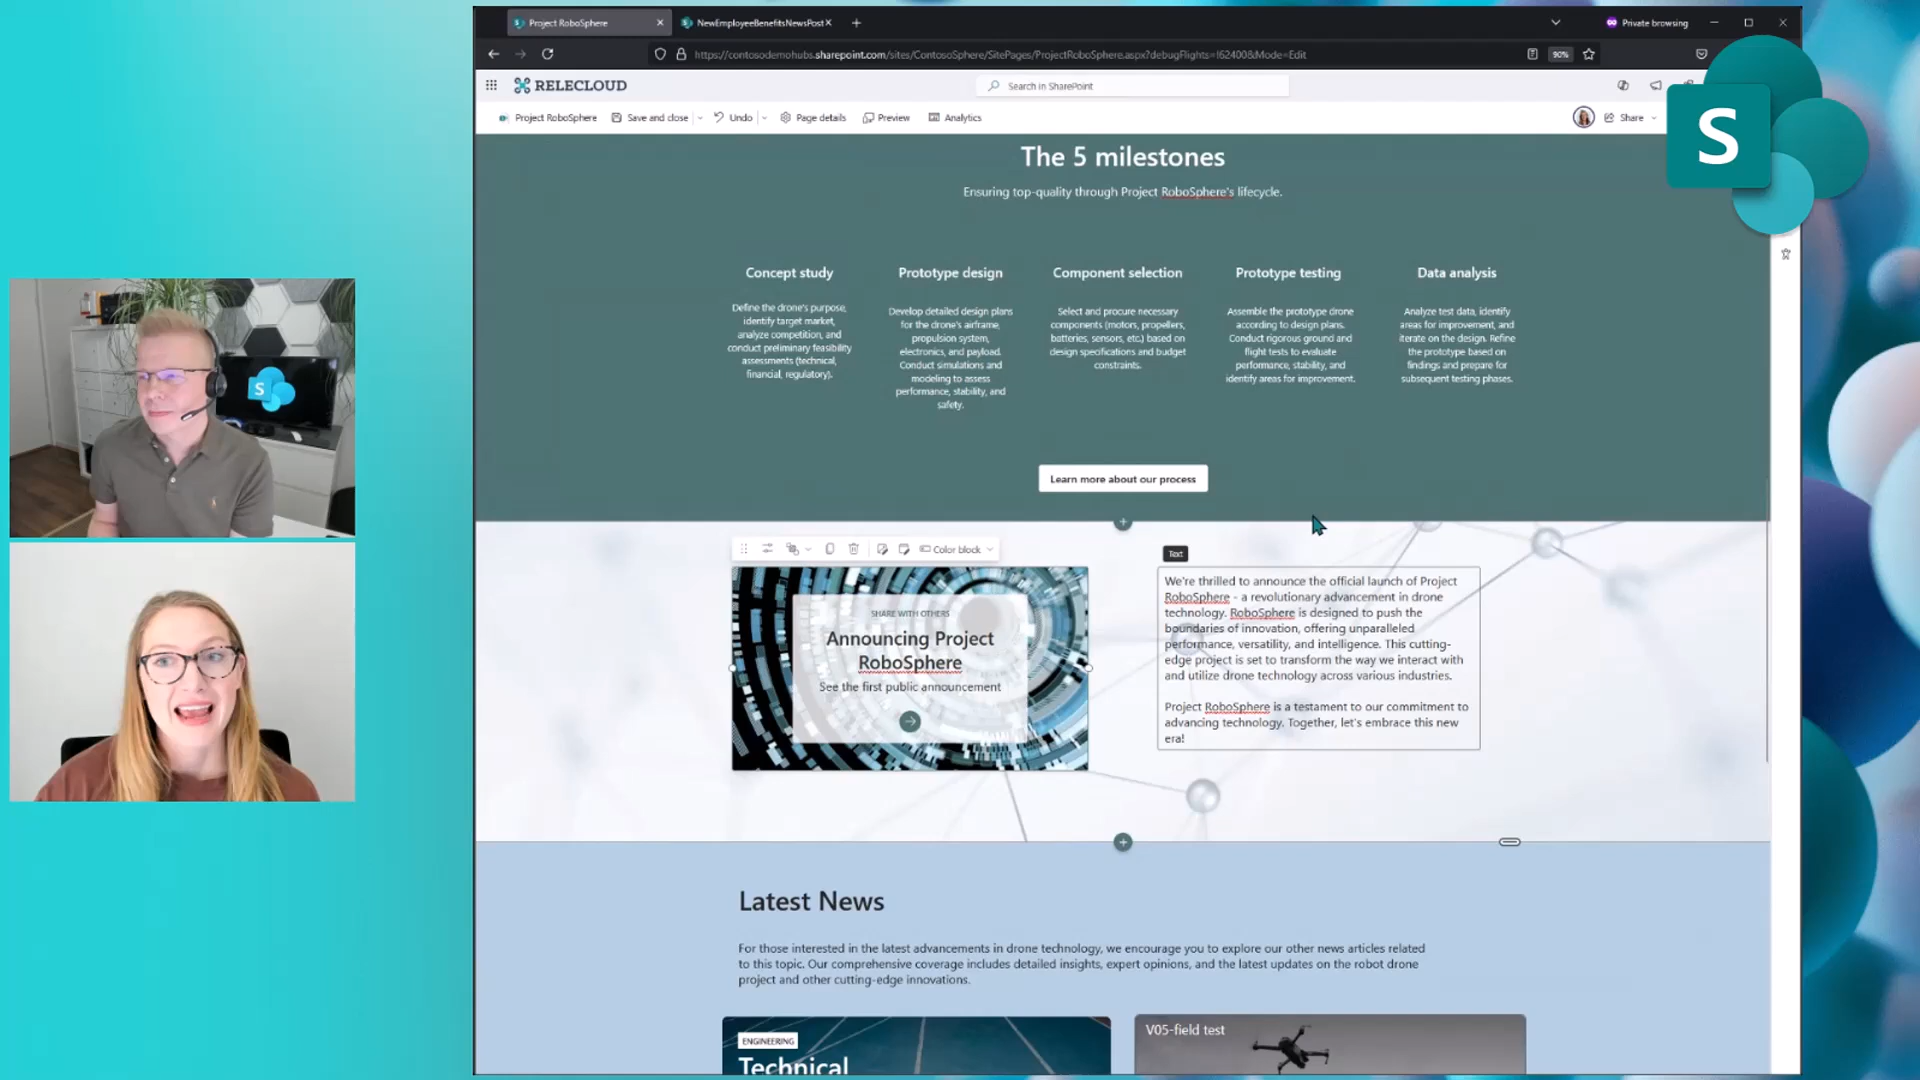 Project RoboSphere
NewEmployeeBenefitsNewsPost
Private browsing
https://contosodemohubs.sharepoint.com/sites/ContosoSphere/SitePages/ProjectRoboSphere.aspx?debugFlights=!62400&Mode=Edit
90%
RELECLOUD
Search in SharePoint
Project RoboSphere
Save and close
Undo
Page details
Preview
Analytics
Share
S
The 5 milestones
Ensuring top-quality through Project RoboSphere's lifecycle.
Concept study
Define the drone's purpose,
identify target market,
analyze competition, and
conduct preliminary feasibility
assessments (technical,
financial, regulatory).
Prototype design
Develop detailed design plans
for the drone's airframe,
propulsion system,
electronics, and payload.
Conduct simulations and
modeling to assess
performance, stability, and
safety.
Component selection
Select and procure necessary
components (motors, propellers,
batteries, sensors, etc.) based on
design specifications and budget
constraints.
Prototype testing
Assemble the prototype drone
according to design plans.
Conduct rigorous ground and
flight tests to evaluate
performance, stability, and
identify areas for improvement.
Data analysis
Analyze test data, identify
areas for improvement, and
iterate on the design. Refine
the prototype based on
findings and prepare for
subsequent testing phases.
Learn more about our process
Color block
SHARE WITH OTHERS
Announcing Project
RoboSphere
See the first public announcement
Text
We're thrilled to announce the official launch of Project
RoboSphere - a revolutionary advancement in drone
technology. RoboSphere is designed to push the
boundaries of innovation, offering unparalleled
performance, versatility, and intelligence. This cutting-
edge project is set to transform the way we interact with
and utilize drone technology across various industries.
Project RoboSphere is a testament to our commitment to
advancing technology. Together, let's embrace this new
era!
Latest News
For those interested in the latest advancements in drone technology, we encourage you to explore our other news articles related
to this topic. Our comprehensive coverage includes detailed insights, expert opinions, and the latest updates on the robot drone
project and other cutting-edge innovations.
ENGINEERING
Technical
V05-field test
S